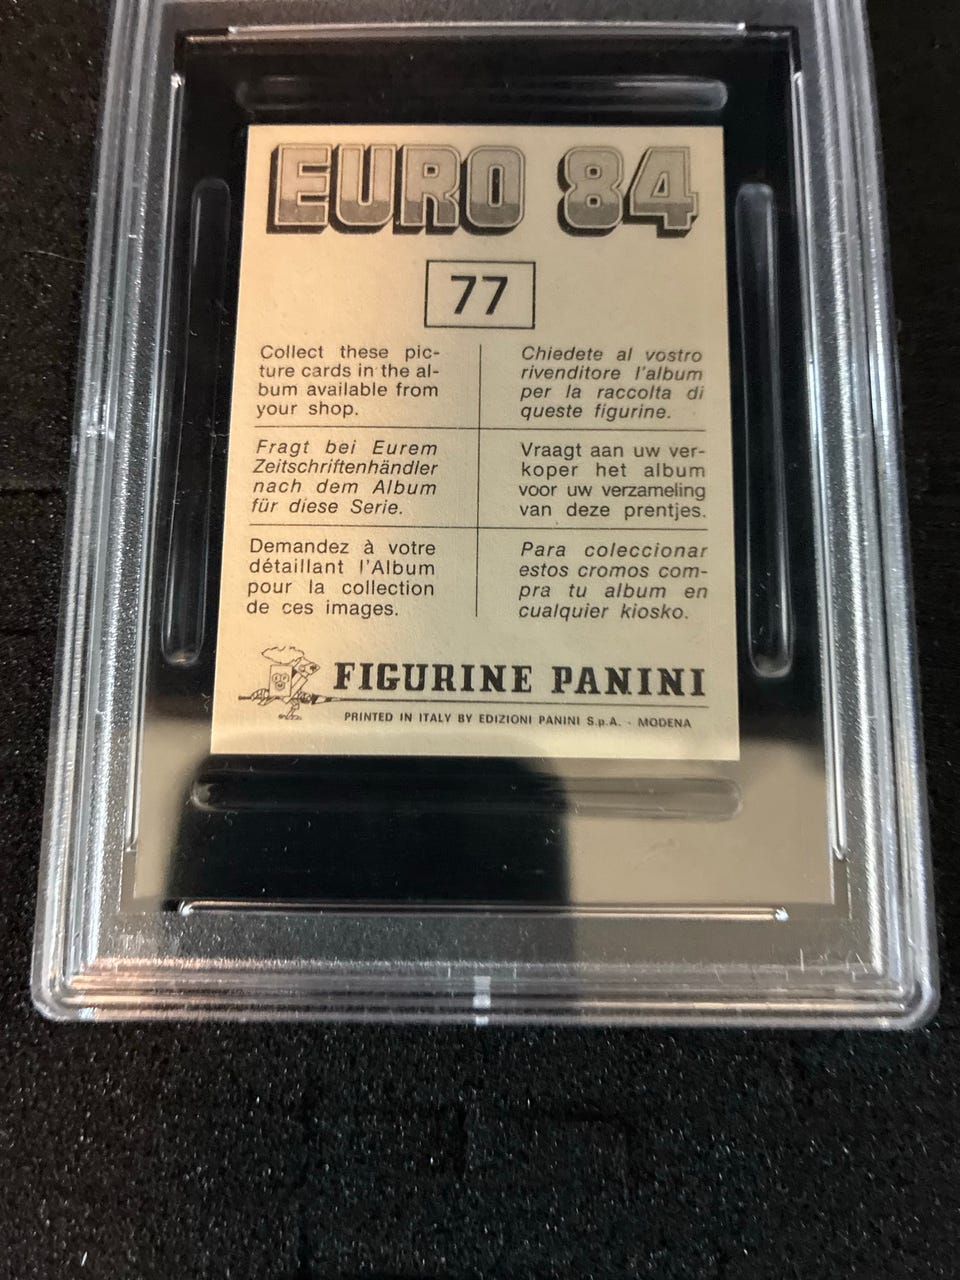 EURO 84
77
Collect these pic-
ture cards in the al-
bum available from
your shop.
Chiedete al vostro
rivenditore l'album
per la raccolta di
queste figurine.
Fragt bei Eurem
Zeitschriftenhändler
nach dem Album
für diese Serie.
Vraagt aan uw ver-
koper het album
voor uw verzameling
van deze prentjes.
Demandez à votre
détaillant l'Album
pour la collection
de ces images.
Para coleccionar
estos cromos com-
pra tu album en
cualquier kiosko.
FIGURINE PANINI
PRINTED IN ITALY BY EDIZIONI PANINI S.p.A. - MODENA